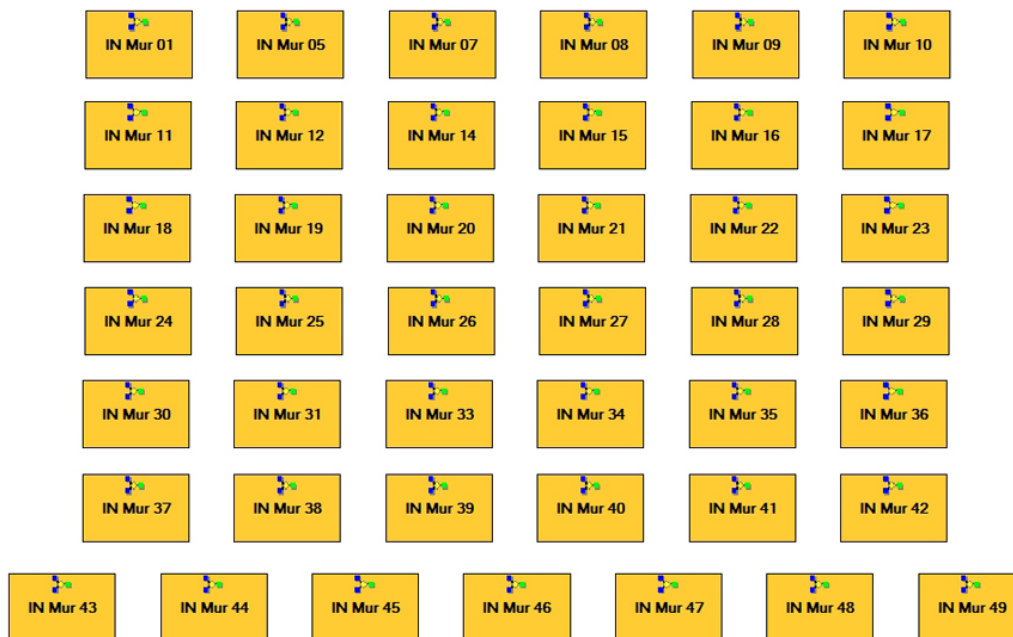 IN Mur 01 IN Mur 05 IN Mur 07 IN Mur 08 IN Mur 09 IN Mur 10
IN Mur 11 IN Mur 12 IN Mur 14 IN Mur 15 IN Mur 16 IN Mur 17
IN Mur 18 IN Mur 19 IN Mur 20 IN Mur 21 IN Mur 22 IN Mur 23
IN Mur 24 IN Mur 25 IN Mur 26 IN Mur 27 IN Mur 28 IN Mur 29
IN Mur 30 IN Mur 31 IN Mur 33 IN Mur 34 IN Mur 35 IN Mur 36
IN Mur 37 IN Mur 38 IN Mur 39 IN Mur 40 IN Mur 41 IN Mur 42
IN Mur 43 IN Mur 44 IN Mur 45 IN Mur 46 IN Mur 47 IN Mur 48 IN Mur 49